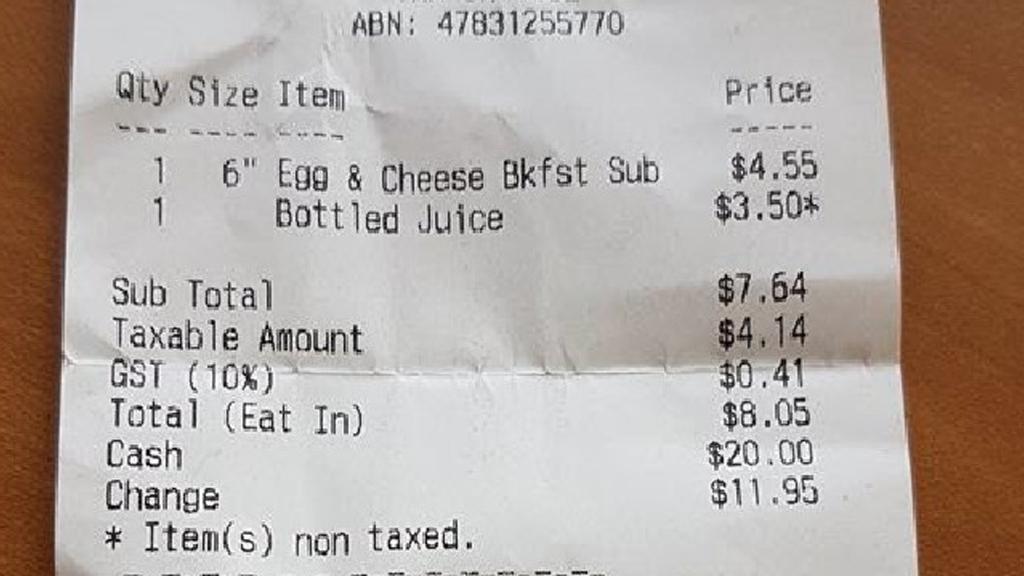 ABN: 47831255770
Qty Size Item Price
--- ---- ---- -----
1 6" Egg & Cheese Bkfst Sub $4.55
1 Bottled Juice $3.50*
Sub Total $7.64
Taxable Amount $4.14
GST (10%) $0.41
Total (Eat In) $8.05
Cash $20.00
Change $11.95
* Item(s) non taxed.